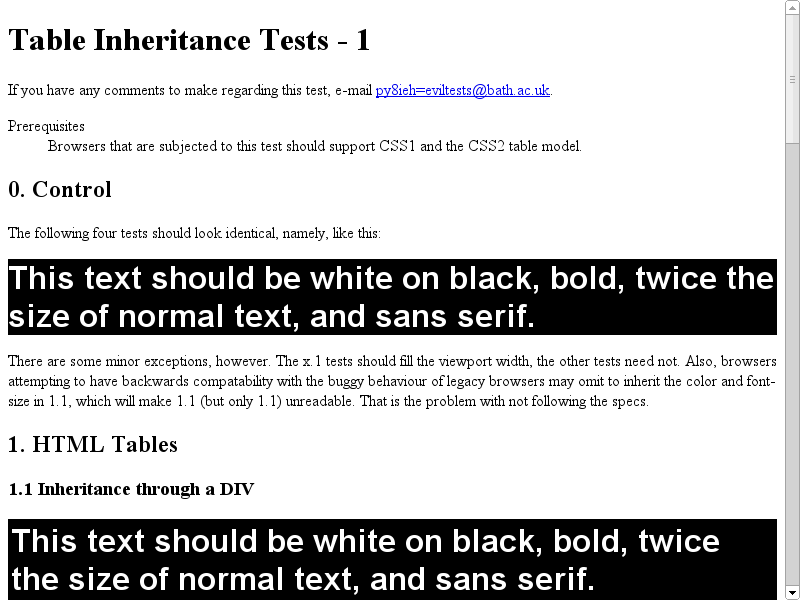 Table Inheritance Tests - 1
If you have any comments to make regarding this test, e-mail py8ieh=eviltests@bath.ac.uk.
Prerequisites
Browsers that are subjected to this test should support CSS1 and the CSS2 table model.
0. Control
The following four tests should look identical, namely, like this:
This text should be white on black, bold, twice the
size of normal text, and sans serif.
There are some minor exceptions, however. The x.1 tests should fill the viewport width, the other tests need not. Also, browsers
attempting to have backwards compatability with the buggy behaviour of legacy browsers may omit to inherit the color and font-
size in 1.1, which will make 1.1 (but only 1.1) unreadable. That is the problem with not following the specs.
1. HTML Tables
1.1 Inheritance through a DIV
This text should be white on black, bold, twice
the size of normal text, and sans serif.